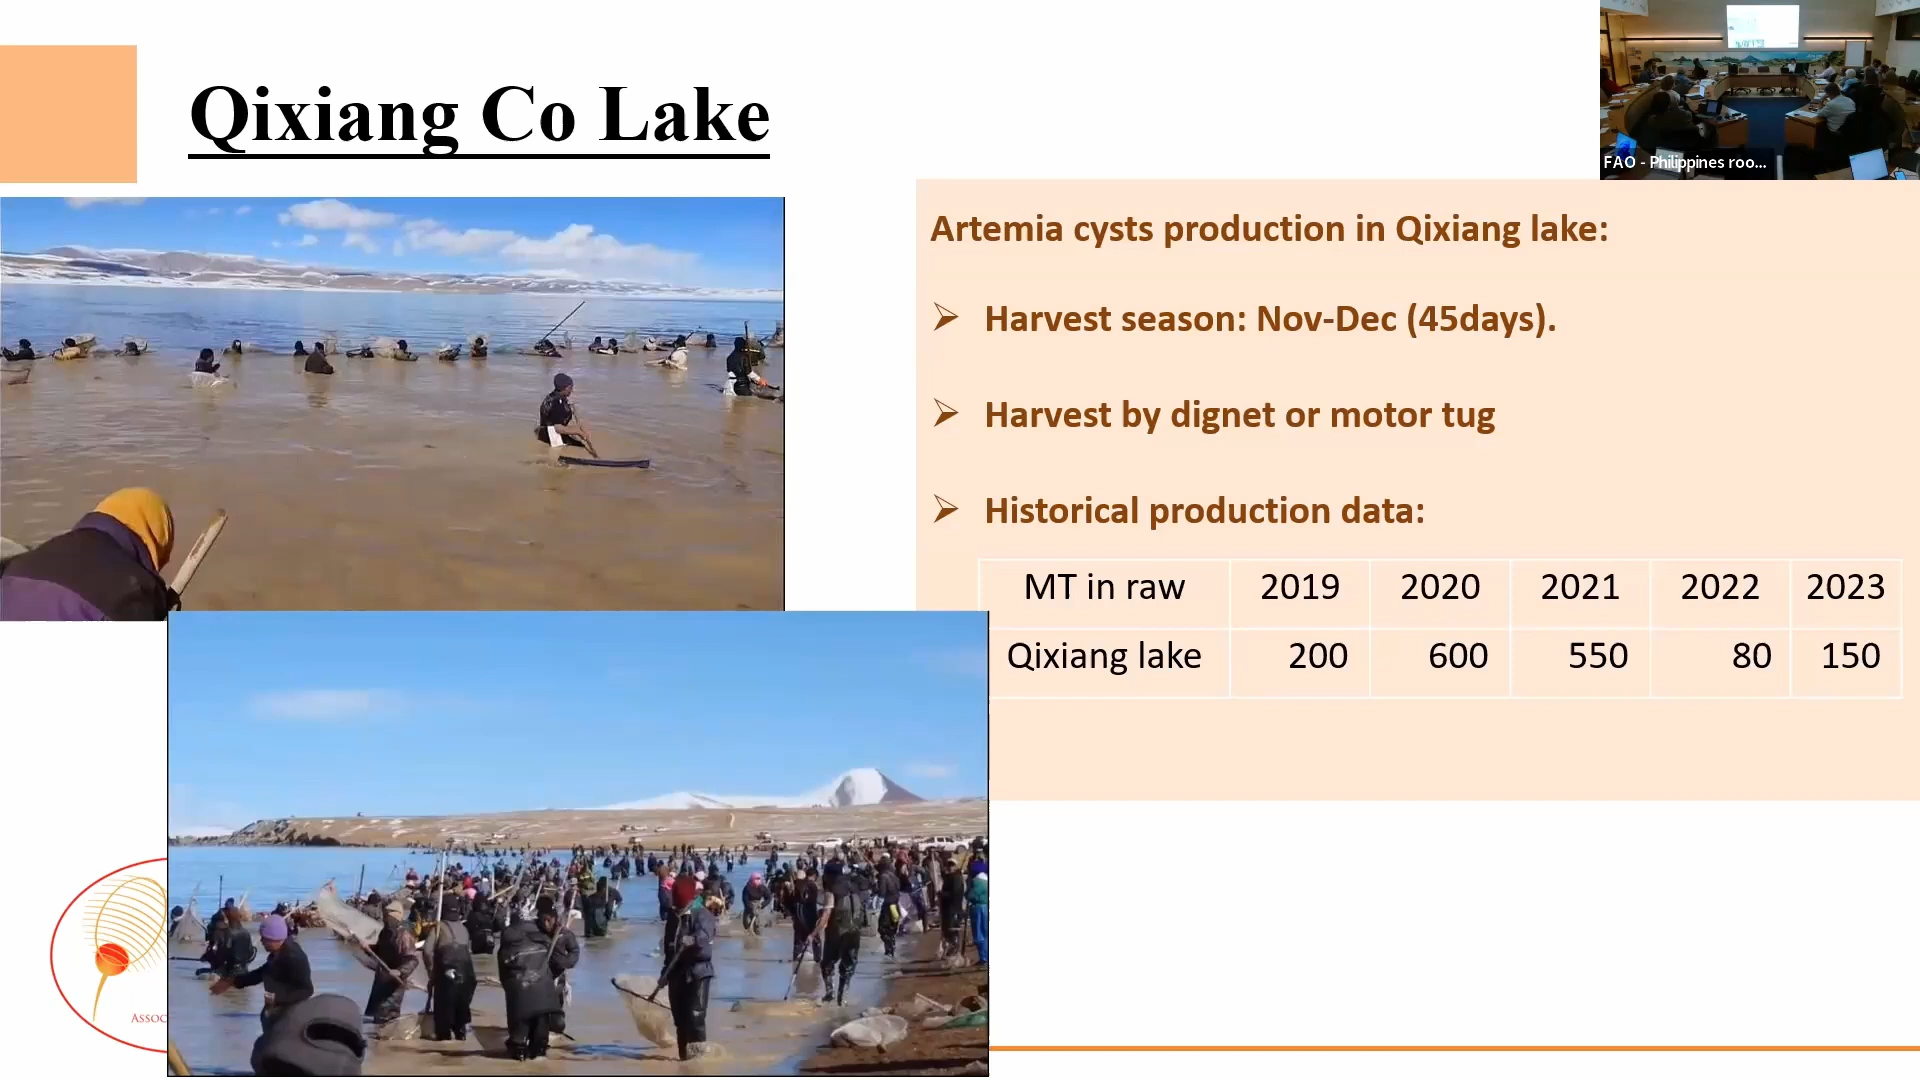 Qixiang Co Lake
FAO - Philippines roo...
Artemia cysts production in Qixiang lake:
➢ Harvest season: Nov-Dec (45days).
➢ Harvest by dignet or motor tug
➢ Historical production data:
MT in raw 2019 2020 2021 2022 2023
Qixiang lake 200 600 550 80 150
ASSOC